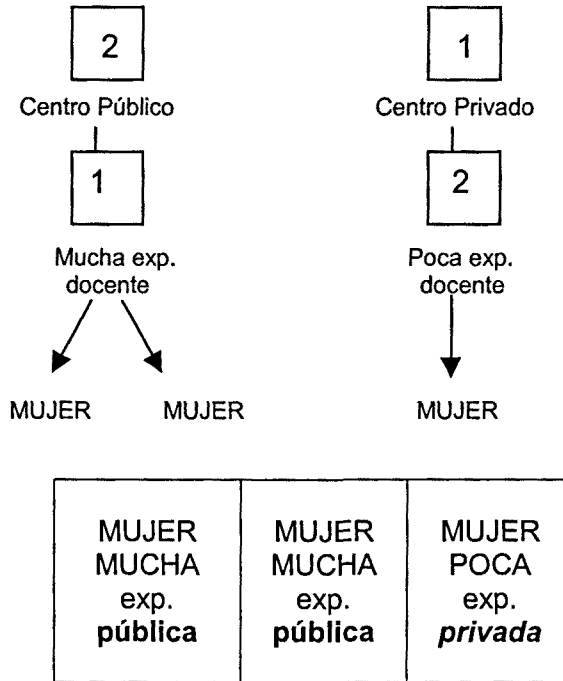 2 1
Centro Público Centro Privado
1 2
Mucha exp. Poca exp.
docente docente
MUJER MUJER MUJER
MUJER MUJER MUJER
MUCHA MUCHA POCA
exp. exp. exp.
pública pública privada